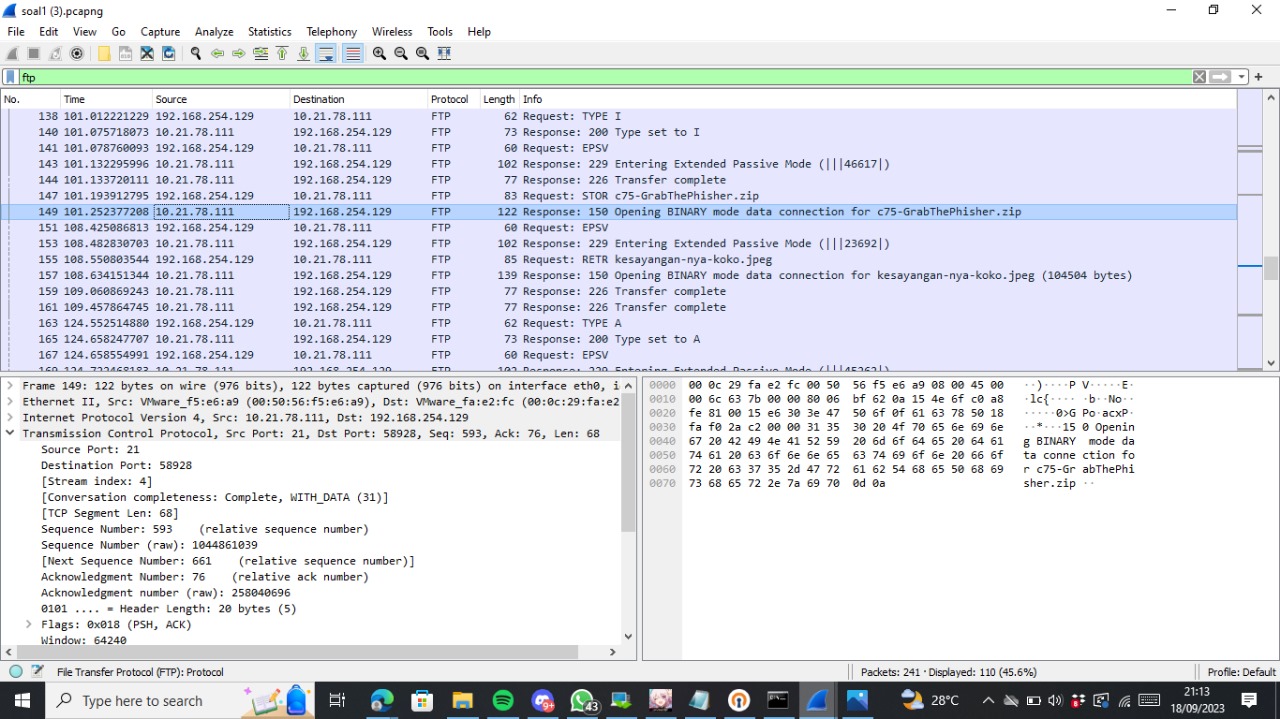 soal1 (3).pcapng
File Edit View Go Capture Analyze Statistics Telephony Wireless Tools Help
ftp
No. Time Source Destination Protocol Length Info
138 101.012221229 192.168.254.129 10.21.78.111 FTP 62 Request: TYPE I
140 101.075718073 10.21.78.111 192.168.254.129 FTP 73 Response: 200 Type set to I
141 101.078760093 192.168.254.129 10.21.78.111 FTP 60 Request: EPSV
143 101.132295996 10.21.78.111 192.168.254.129 FTP 102 Response: 229 Entering Extended Passive Mode (|||46617|)
144 101.133720111 10.21.78.111 192.168.254.129 FTP 77 Response: 226 Transfer complete
147 101.193912795 192.168.254.129 10.21.78.111 FTP 83 Request: STOR c75-GrabThePhisher.zip
149 101.252377208 10.21.78.111 192.168.254.129 FTP 122 Response: 150 Opening BINARY mode data connection for c75-GrabThePhisher.zip
151 108.425086813 192.168.254.129 10.21.78.111 FTP 60 Request: EPSV
153 108.482830703 10.21.78.111 192.168.254.129 FTP 102 Response: 229 Entering Extended Passive Mode (|||23692|)
155 108.550803544 192.168.254.129 10.21.78.111 FTP 85 Request: RETR kesayangan-nya-koko.jpeg
157 108.634151344 10.21.78.111 192.168.254.129 FTP 139 Response: 150 Opening BINARY mode data connection for kesayangan-nya-koko.jpeg (104504 bytes)
159 109.060869243 10.21.78.111 192.168.254.129 FTP 77 Response: 226 Transfer complete
161 109.457864745 10.21.78.111 192.168.254.129 FTP 77 Response: 226 Transfer complete
163 124.552514880 192.168.254.129 10.21.78.111 FTP 62 Request: TYPE A
165 124.658247707 10.21.78.111 192.168.254.129 FTP 73 Response: 200 Type set to A
167 124.658554991 192.168.254.129 10.21.78.111 FTP 60 Request: EPSV
Frame 149: 122 bytes on wire (976 bits), 122 bytes captured (976 bits) on interface eth0, i
Ethernet II, Src: VMware_f5:e6:a9 (00:50:56:f5:e6:a9), Dst: VMware_fa:e2:fc (00:0c:29:fa:e2
Internet Protocol Version 4, Src: 10.21.78.111, Dst: 192.168.254.129
Transmission Control Protocol, Src Port: 21, Dst Port: 58928, Seq: 593, Ack: 76, Len: 68
Source Port: 21
Destination Port: 58928
[Stream index: 4]
[Conversation completeness: Complete, WITH_DATA (31)]
[TCP Segment Len: 68]
Sequence Number: 593 (relative sequence number)
Sequence Number (raw): 1044861039
[Next Sequence Number: 661 (relative sequence number)]
Acknowledgment Number: 76 (relative ack number)
Acknowledgment number (raw): 258040696
0101 .... = Header Length: 20 bytes (5)
Flags: 0x018 (PSH, ACK)
Window: 64240
0000 00 0c 29 fa e2 fc 00 50 56 f5 e6 a9 08 00 45 00 ··)····P V·····E·
0010 00 6c 63 7b 00 00 80 06 bf 62 0a 15 4e 6f c0 a8 ·lc{···· ·b··No··
0020 fe 81 00 15 e6 30 3e 47 50 6f 0f 61 63 78 50 18 ·····0>G Po·acxP·
0030 fa f0 2a c2 00 00 31 35 30 20 4f 70 65 6e 69 6e ··*···15 0 Openin
0040 67 20 42 49 4e 41 52 59 20 6d 6f 64 65 20 64 61 g BINARY mode da
0050 74 61 20 63 6f 6e 6e 65 63 74 69 6f 6e 20 66 6f ta conne ction fo
0060 72 20 63 37 35 2d 47 72 61 62 54 68 65 50 68 69 r c75-Gr abThePhi
0070 73 68 65 72 2e 7a 69 70 0d 0a sher.zip ··
File Transfer Protocol (FTP): Protocol Packets: 241 · Displayed: 110 (45.6%) Profile: Default
Type here to search 43 28°C 21:13
18/09/2023